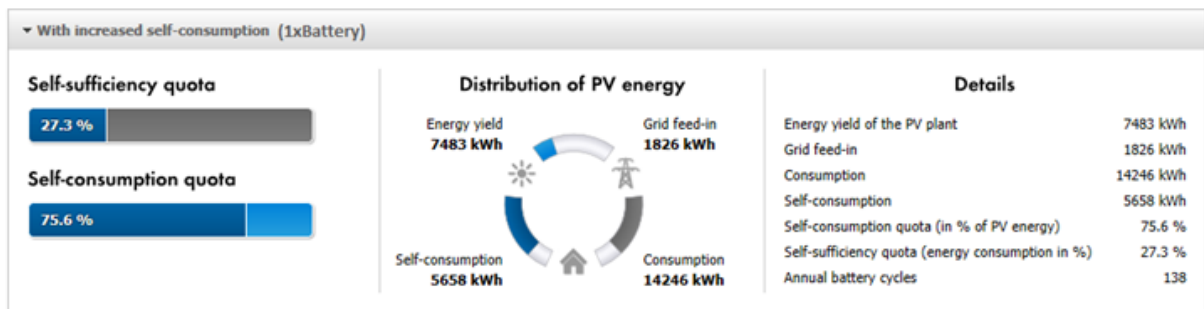 With increased self-consumption (1xBattery)
Self-sufficiency quota
27.3 %
Self-consumption quota
75.6 %
Distribution of PV energy
Energy yield
7483 kWh
Grid feed-in
1826 kWh
Self-consumption
5658 kWh
Consumption
14246 kWh
Details
Energy yield of the PV plant 7483 kWh
Grid feed-in 1826 kWh
Consumption 14246 kWh
Self-consumption 5658 kWh
Self-consumption quota (in % of PV energy) 75.6 %
Self-sufficiency quota (energy consumption in %) 27.3 %
Annual battery cycles 138